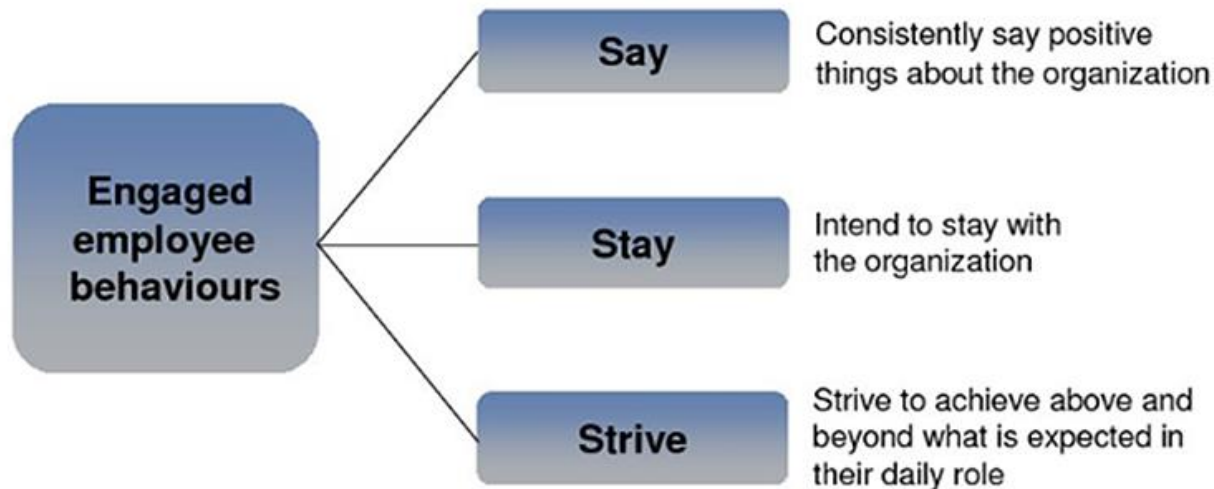 Engaged
employee
behaviours
Say
Consistently say positive
things about the organization
Stay
Intend to stay with
the organization
Strive
Strive to achieve above and
beyond what is expected in
their daily role